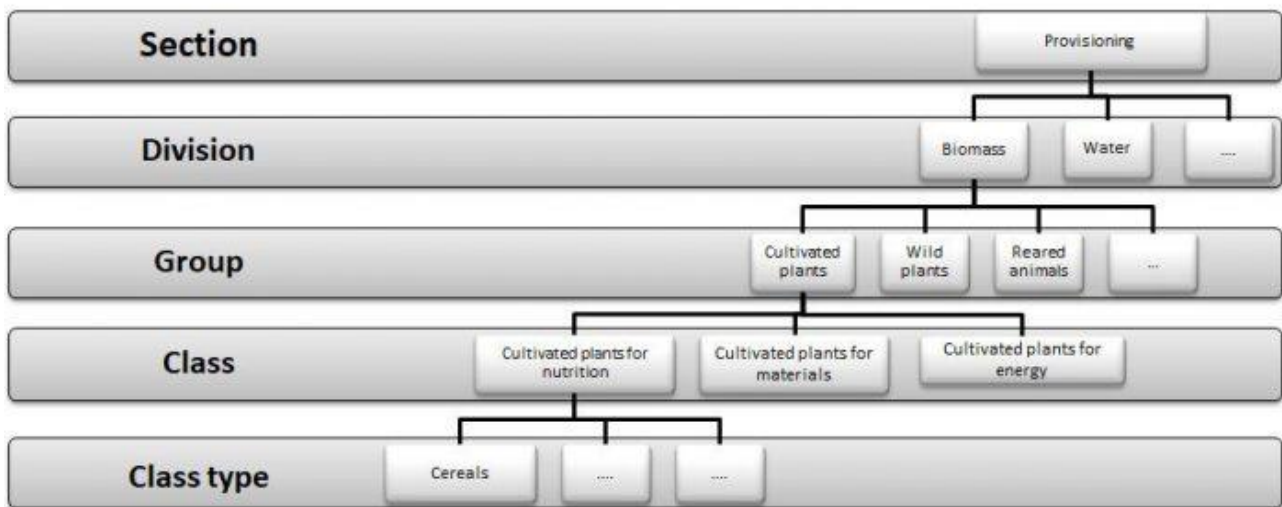 Section
Provisioning
Division
Biomass
Water
....
Group
Cultivated
plants
Wild
plants
Reared
animals
...
Class
Cultivated plants for
nutrition
Cultivated plants for
materials
Cultivated plants for
energy
Class type
Cereals
....
....